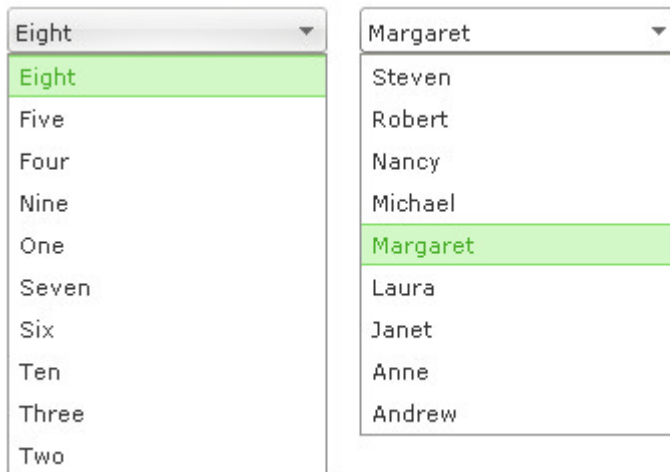 Eight
Eight
Five
Four
Nine
One
Seven
Six
Ten
Three
Two
Margaret
Steven
Robert
Nancy
Michael
Margaret
Laura
Janet
Anne
Andrew